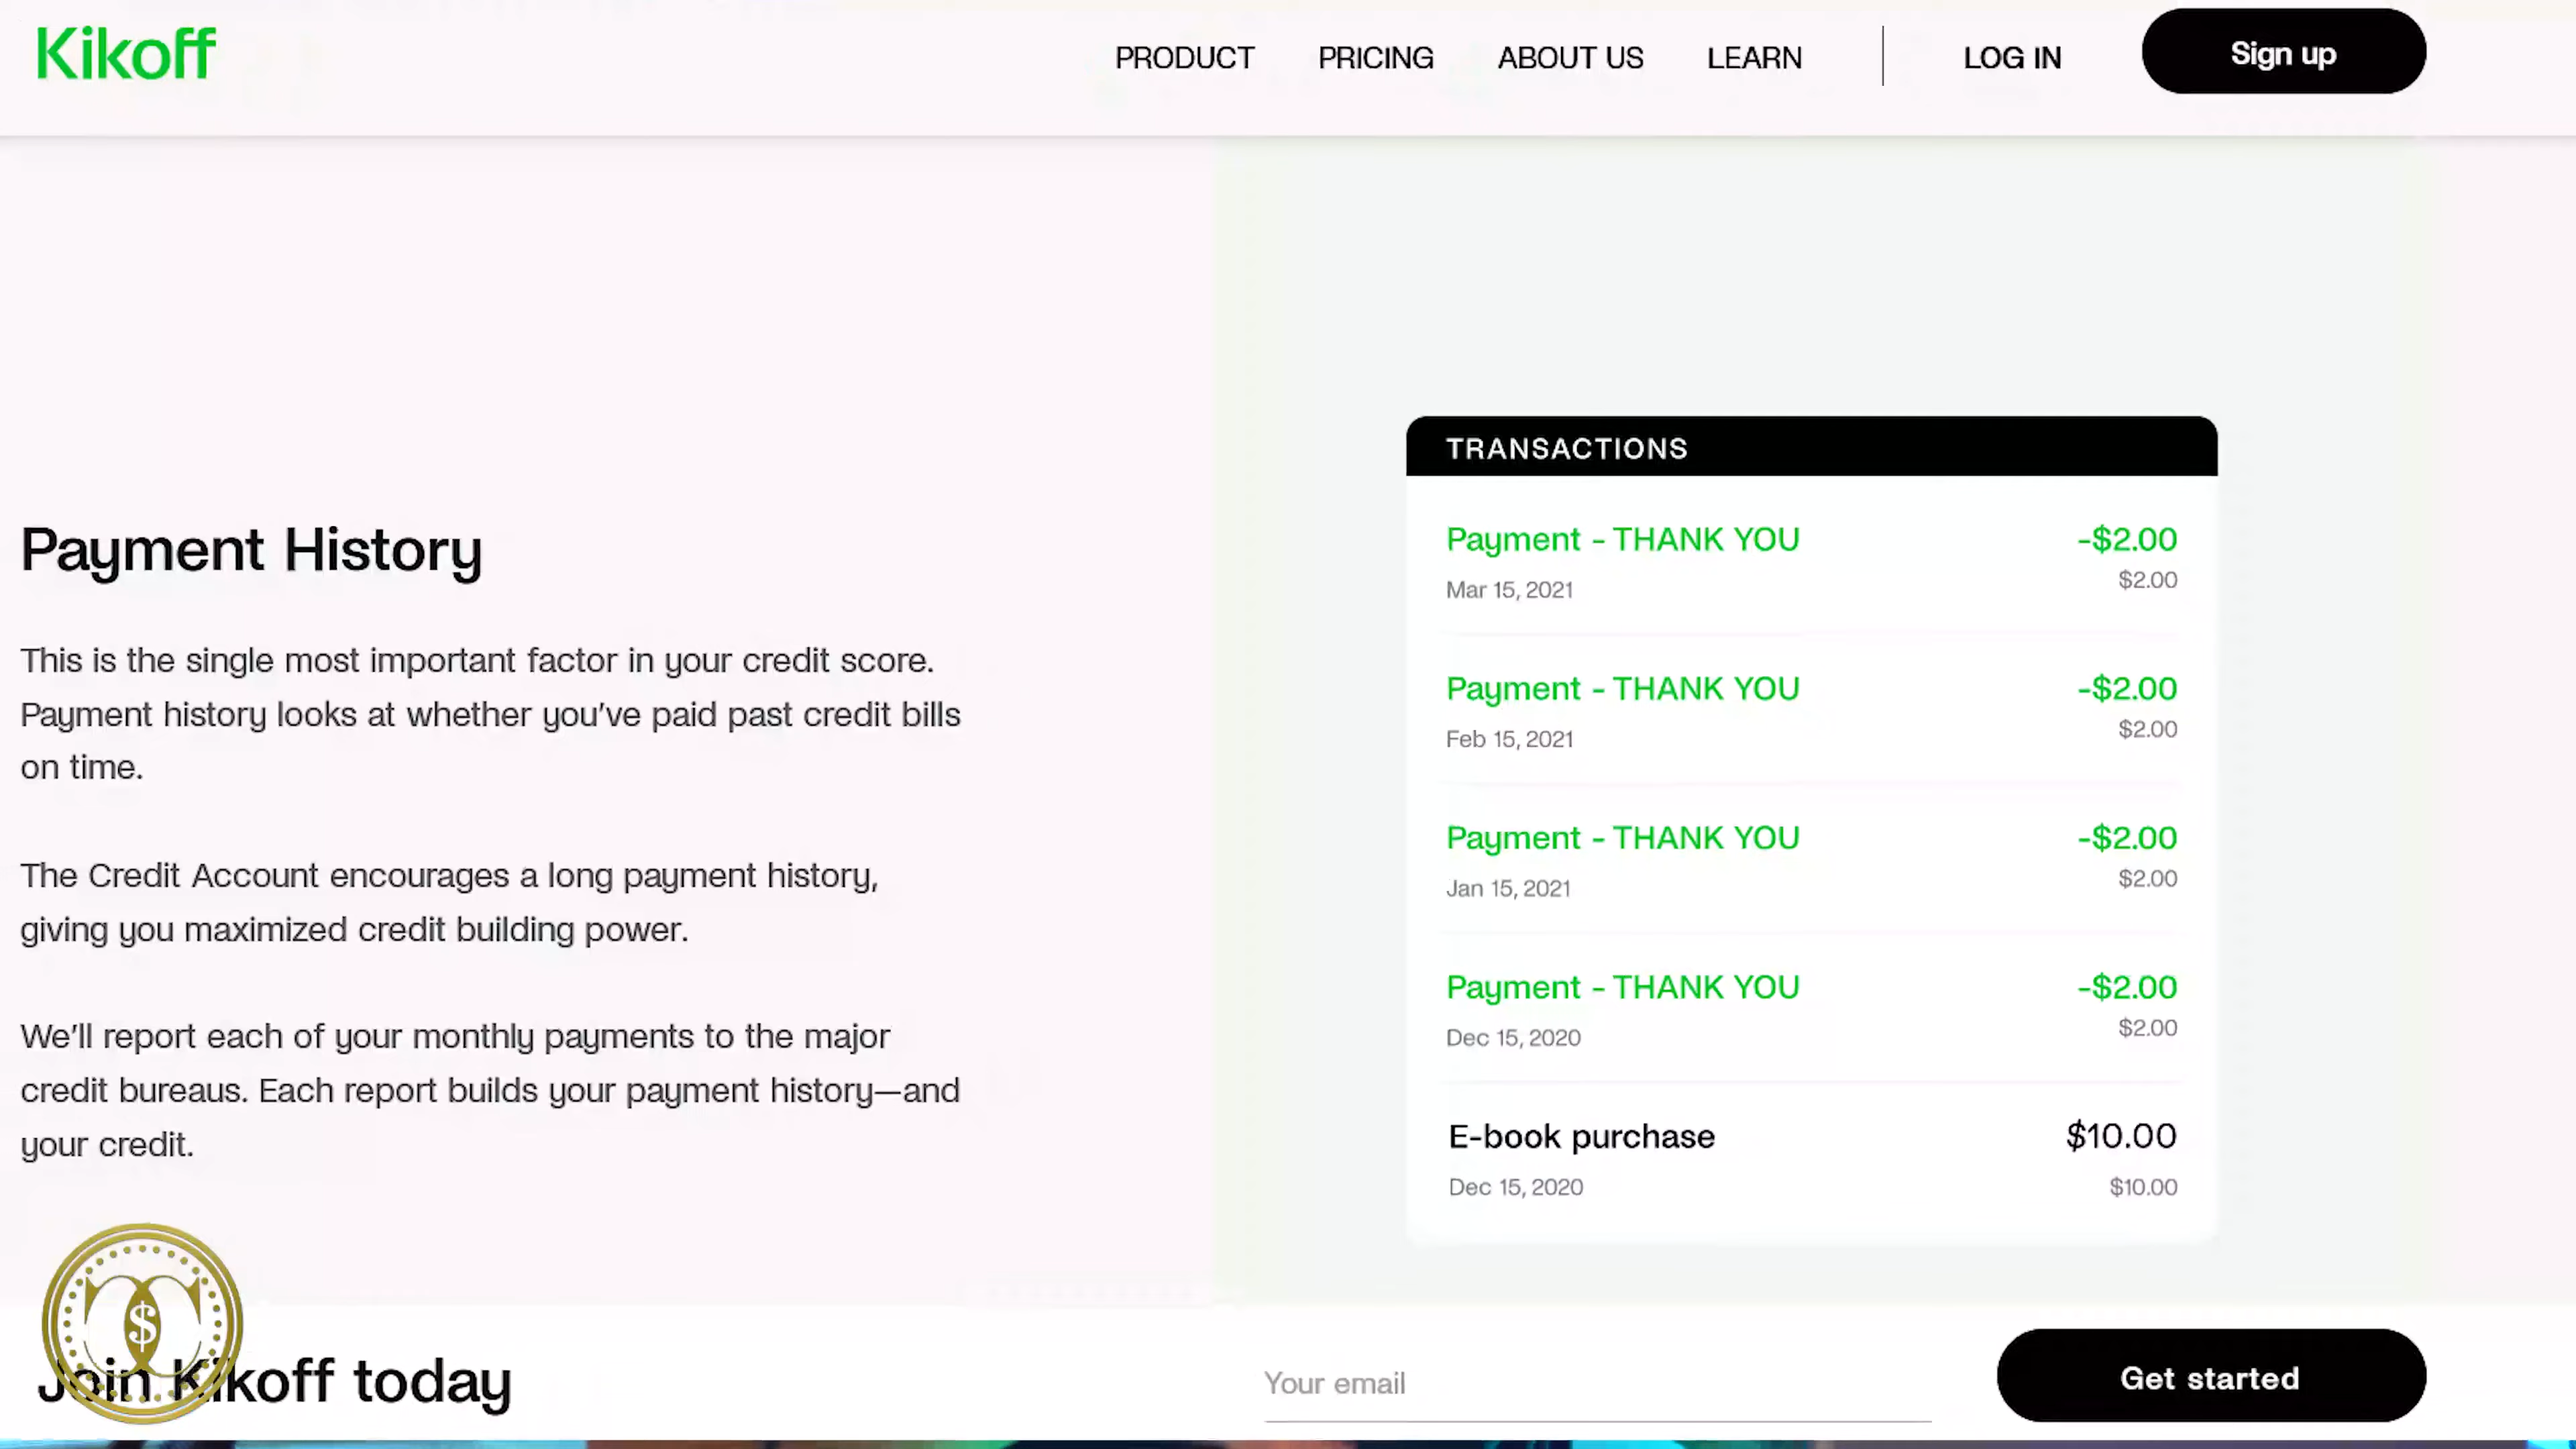 Kikoff
PRODUCT PRICING ABOUT US LEARN LOG IN Sign up
Payment History
This is the single most important factor in your credit score.
Payment history looks at whether you've paid past credit bills
on time.
The Credit Account encourages a long payment history,
giving you maximized credit building power.
We'll report each of your monthly payments to the major
credit bureaus. Each report builds your payment history—and
your credit.
TRANSACTIONS
Payment - THANK YOU -$2.00
Mar 15, 2021 $2.00
Payment - THANK YOU -$2.00
Feb 15, 2021 $2.00
Payment - THANK YOU -$2.00
Jan 15, 2021 $2.00
Payment - THANK YOU -$2.00
Dec 15, 2020 $2.00
E-book purchase $10.00
Dec 15, 2020 $10.00
$
Join Kikoff today Your email Get started